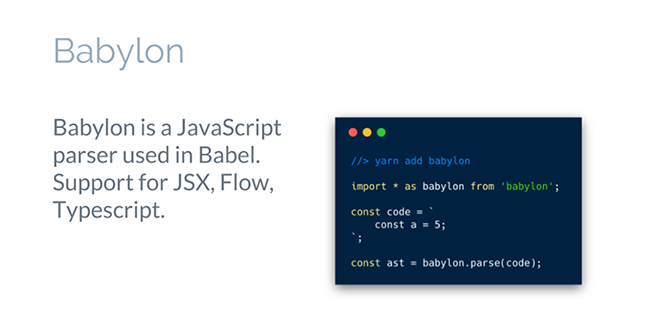 Babylon
Babylon is a JavaScript
parser used in Babel.
Support for JSX, Flow,
Typescript.
//> yarn add babylon
import * as babylon from 'babylon';
const code = `
    const a = 5;
`;
const ast = babylon.parse(code);